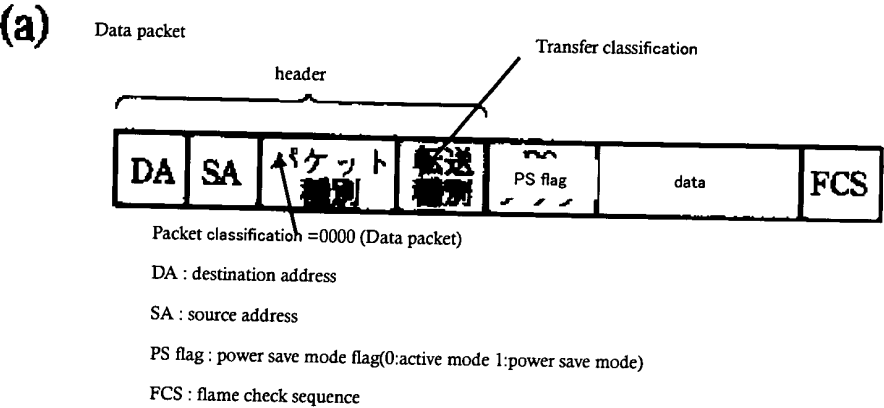 (a)
Data packet
Transfer classification
header
DA SA パケット 転送 PS flag data FCS
種別 種別
Packet classification =0000 (Data packet)
DA : destination address
SA : source address
PS flag : power save mode flag(0:active mode 1:power save mode)
FCS : flame check sequence